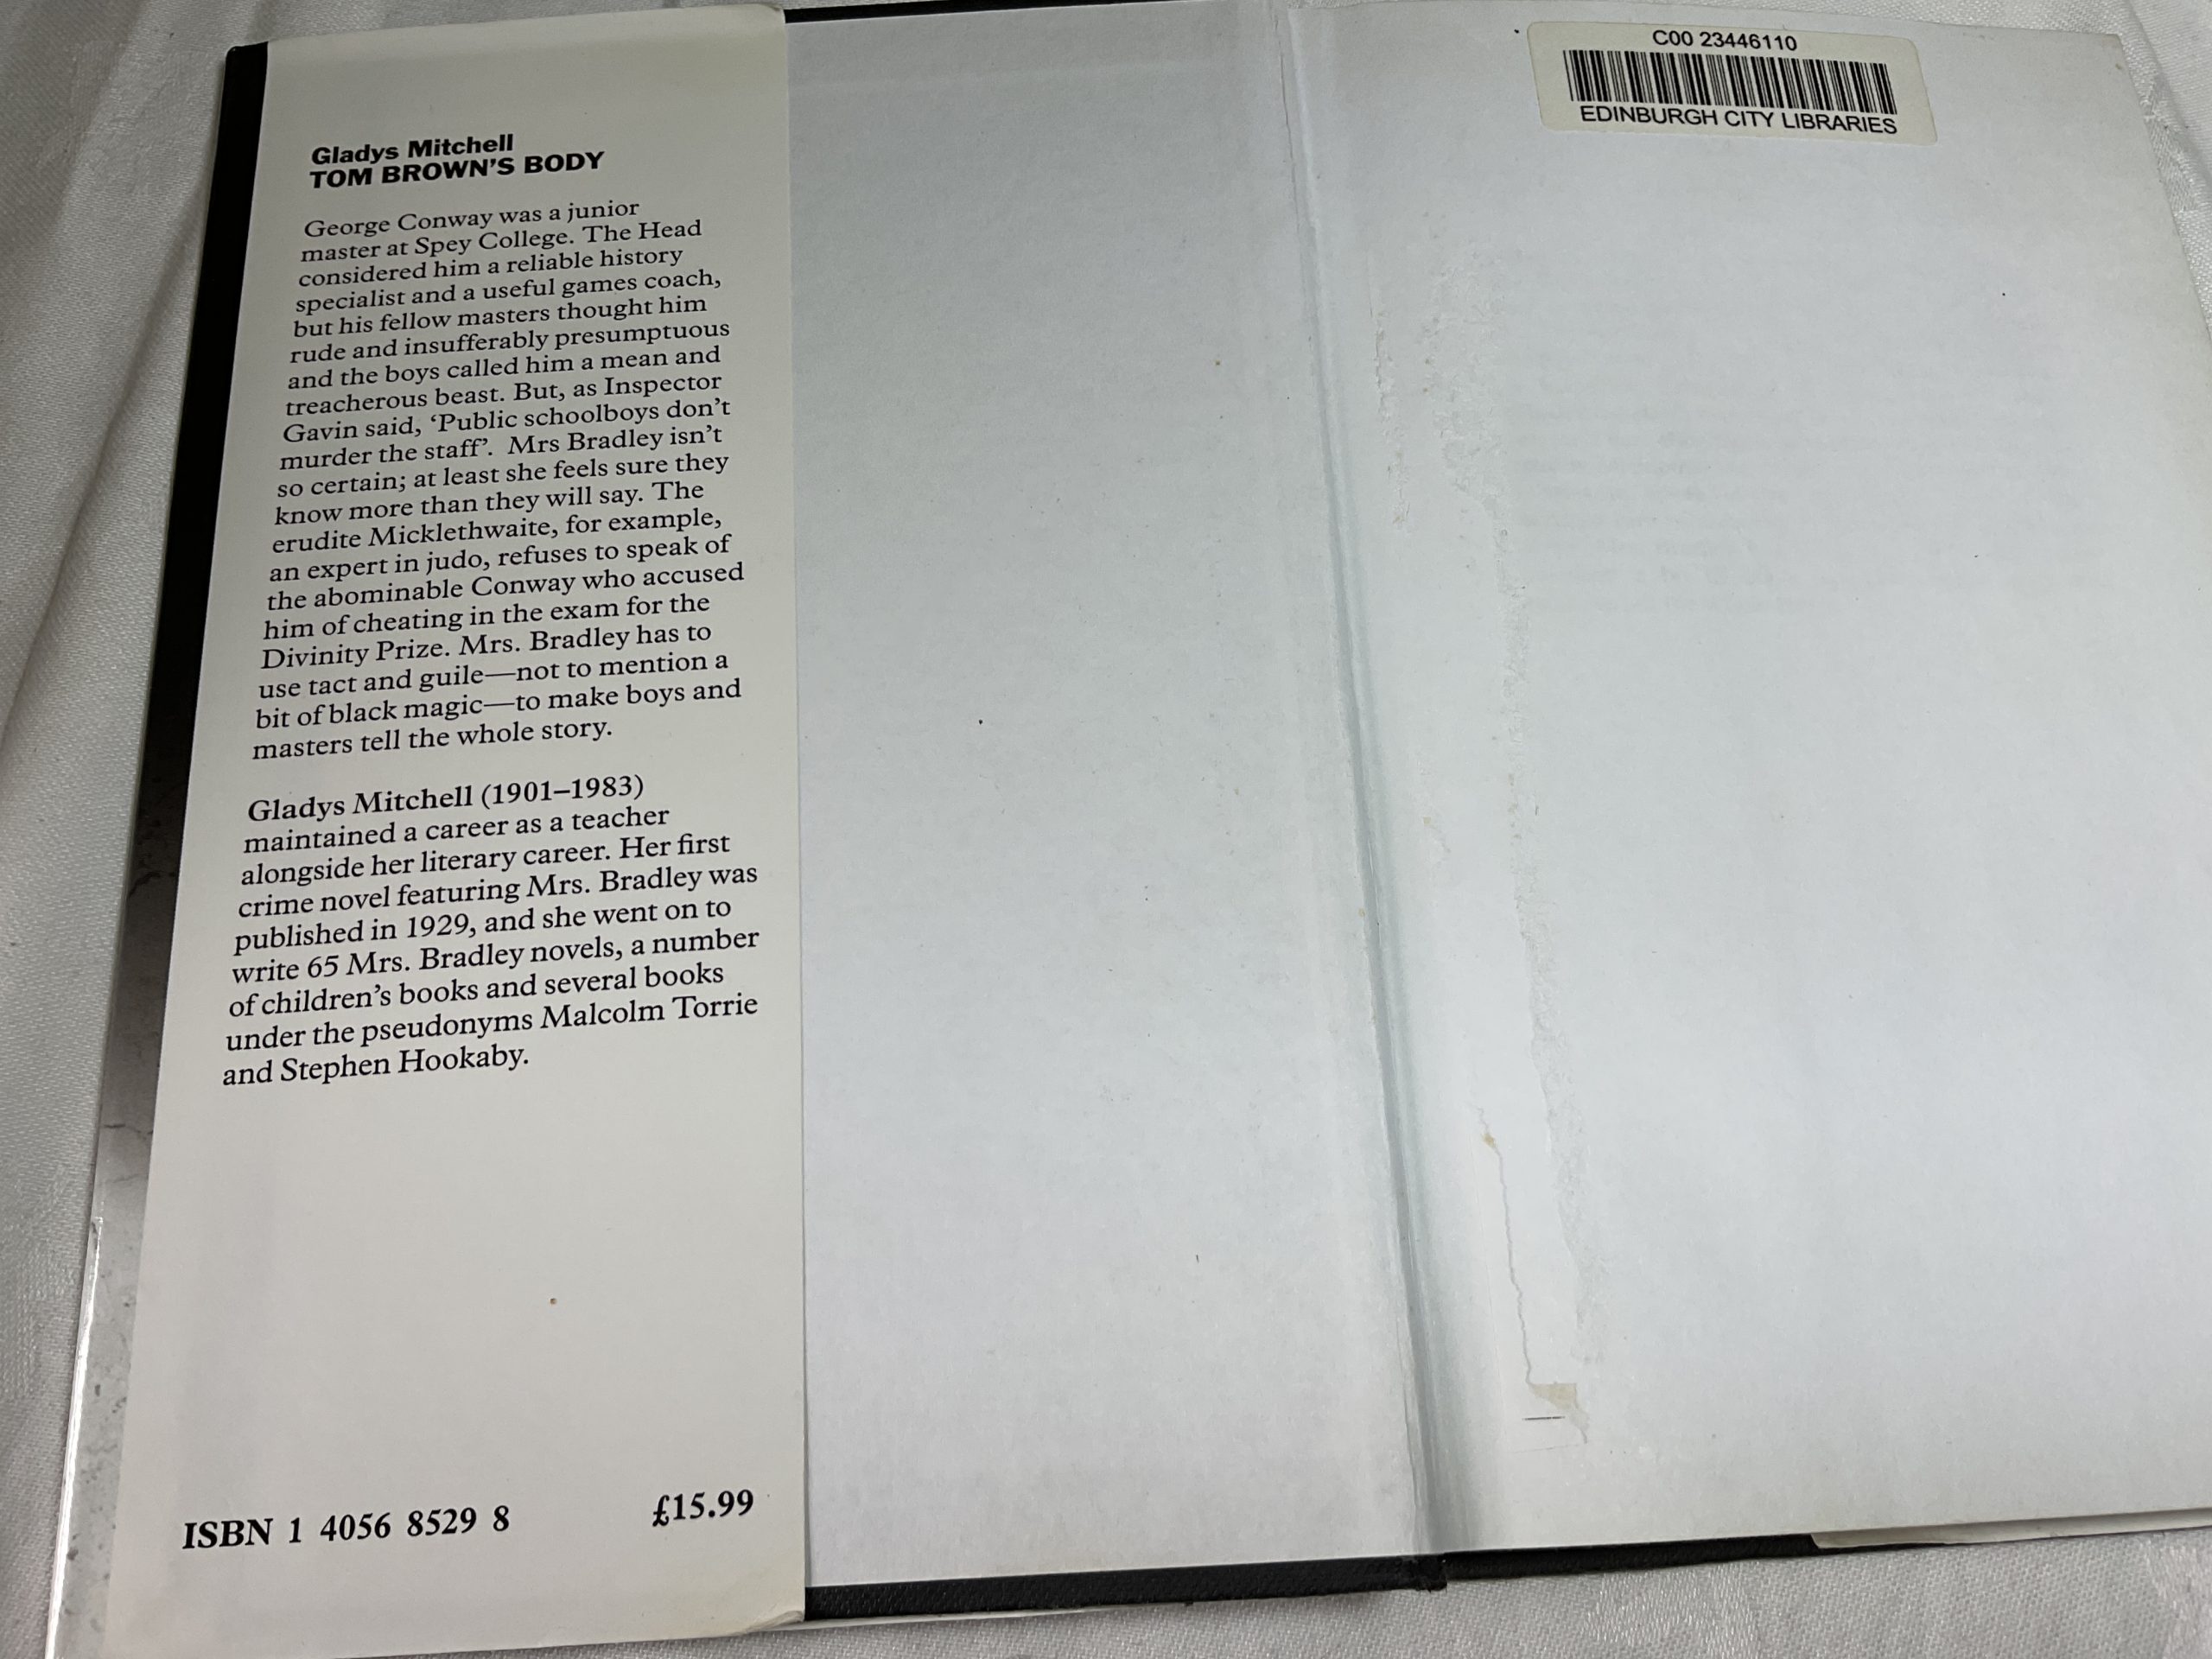 Gladys Mitchell
TOM BROWN'S BODY
George Conway was a junior
master at Spey College. The Head
considered him a reliable history
specialist and a useful games coach,
but his fellow masters thought him
rude and insufferably presumptuous
and the boys called him a mean and
treacherous beast. But, as Inspector
Gavin said, ‘Public schoolboys don’t
murder the staff’. Mrs Bradley isn’t
so certain; at least she feels sure they
know more than they will say. The
erudite Micklethwaite, for example,
an expert in judo, refuses to speak of
the abominable Conway who accused
him of cheating in the exam for the
Divinity Prize. Mrs. Bradley has to
use tact and guile—not to mention a
bit of black magic—to make boys and
masters tell the whole story.
Gladys Mitchell (1901–1983)
maintained a career as a teacher
alongside her literary career. Her first
crime novel featuring Mrs. Bradley was
published in 1929, and she went on to
write 65 Mrs. Bradley novels, a number
of children’s books and several books
under the pseudonyms Malcolm Torrie
and Stephen Hookaby.
ISBN 1 4056 8529 8 £15.99
C00 23446110
EDINBURGH CITY LIBRARIES